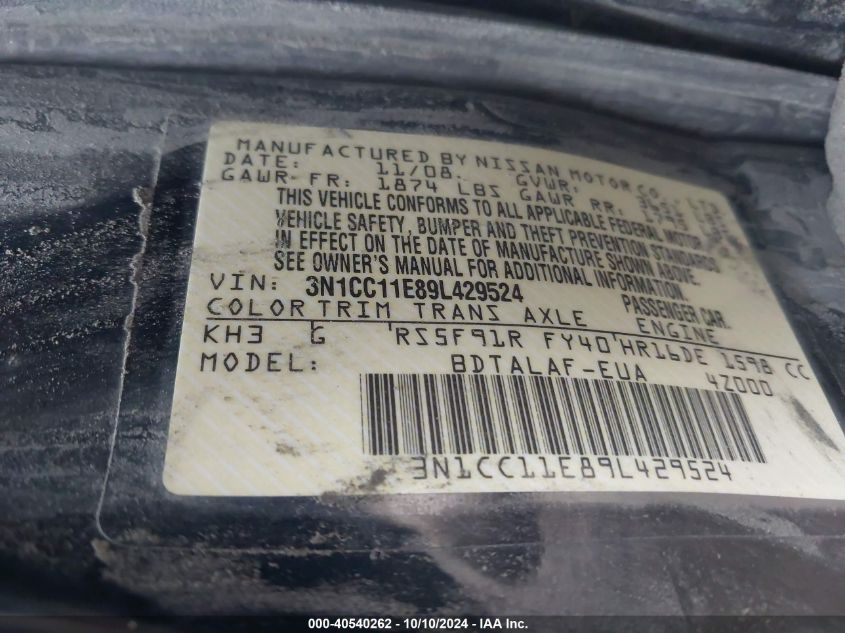 MANUFACTURED BY NISSAN MOTOR CO.
DATE: 11/08. GVWR:
GAWR FR: 1874 LBS GAWR RR:
THIS VEHICLE CONFORMS TO ALL APPLICABLE FEDERAL MOTOR
VEHICLE SAFETY, BUMPER AND THEFT PREVENTION STANDARDS
IN EFFECT ON THE DATE OF MANUFACTURE SHOWN ABOVE.
SEE OWNER'S MANUAL FOR ADDITIONAL INFORMATION.
VIN: 3N1CC11E89L429524 PASSENGER CAR.
COLOR TRIM TRANS AXLE ENGINE
KH3 G RS5F91R FY40 HR16DE 1598 CC
MODEL: BDTALAF-EUA 4Z000
3N1CC11E89L429524
000-40540262 - 10/10/2024 - IAA Inc.